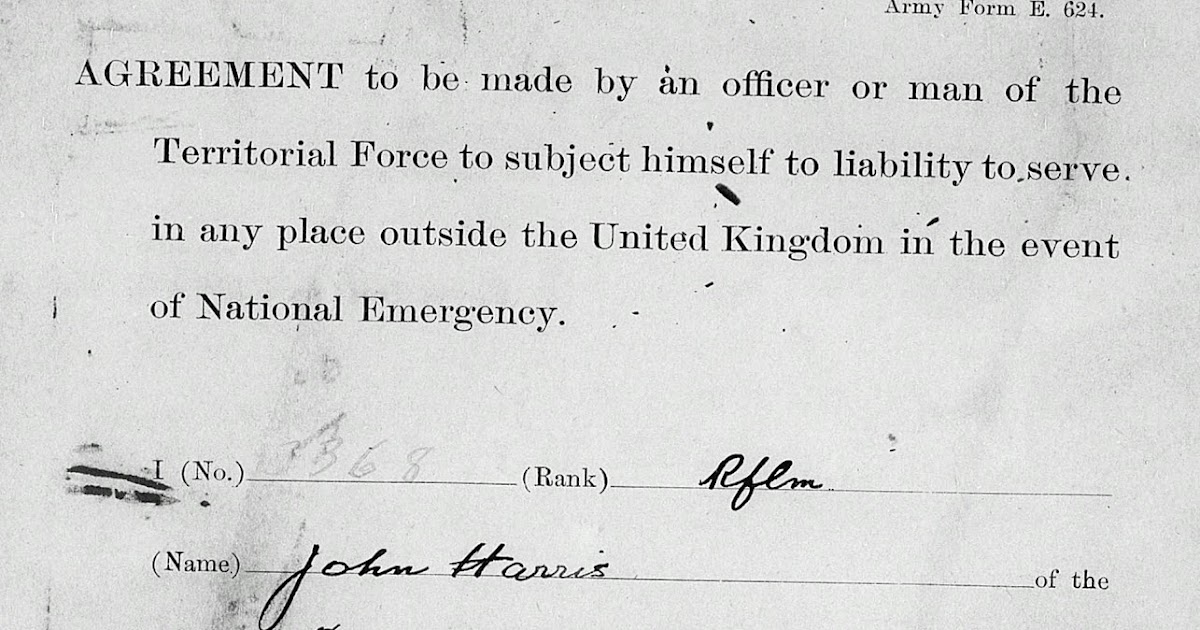 Army Form E. 624.
AGREEMENT to be made by an officer or man of the
Territorial Force to subject himself to liability to serve
in any place outside the United Kingdom in the event
of National Emergency.
I (No.) 368 (Rank) Rflm
(Name) John Harris of the